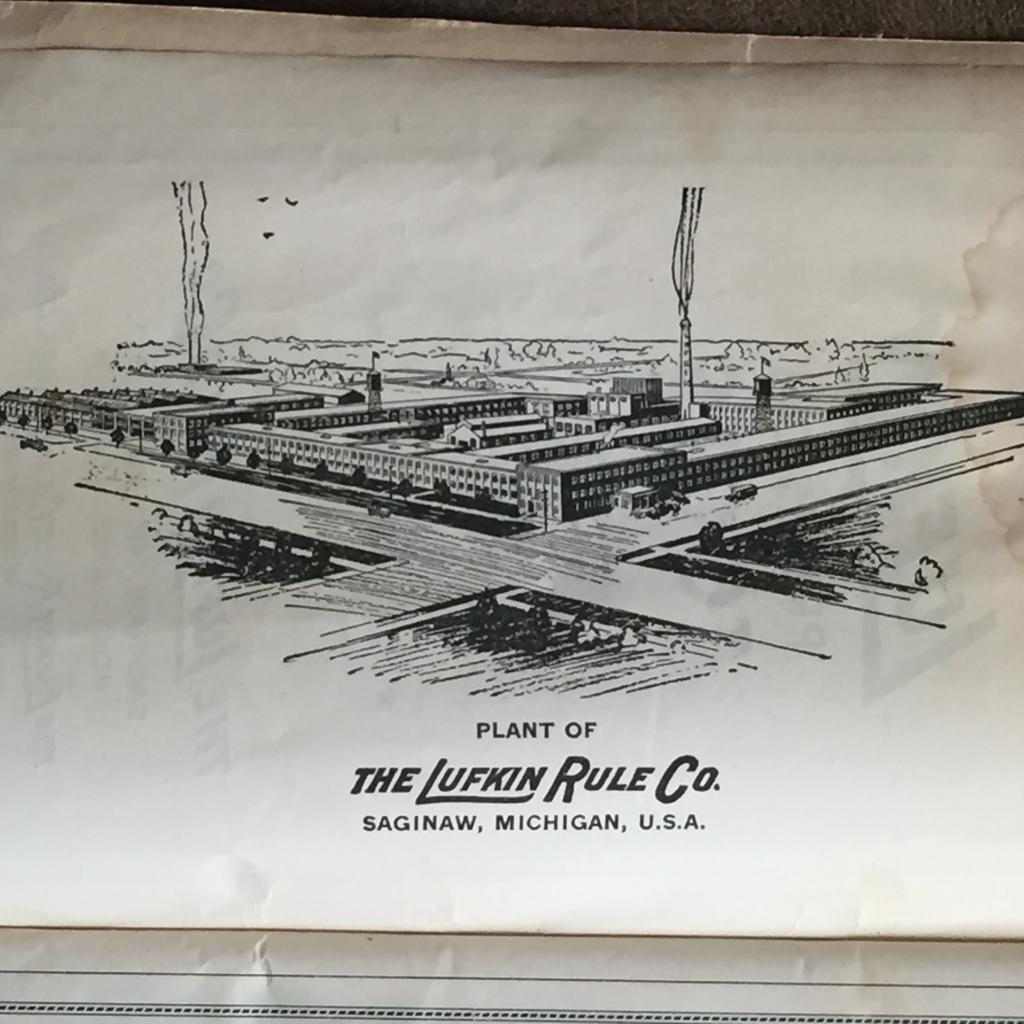 PLANT OF
THE LUFKIN RULE CO.
SAGINAW, MICHIGAN, U.S.A.